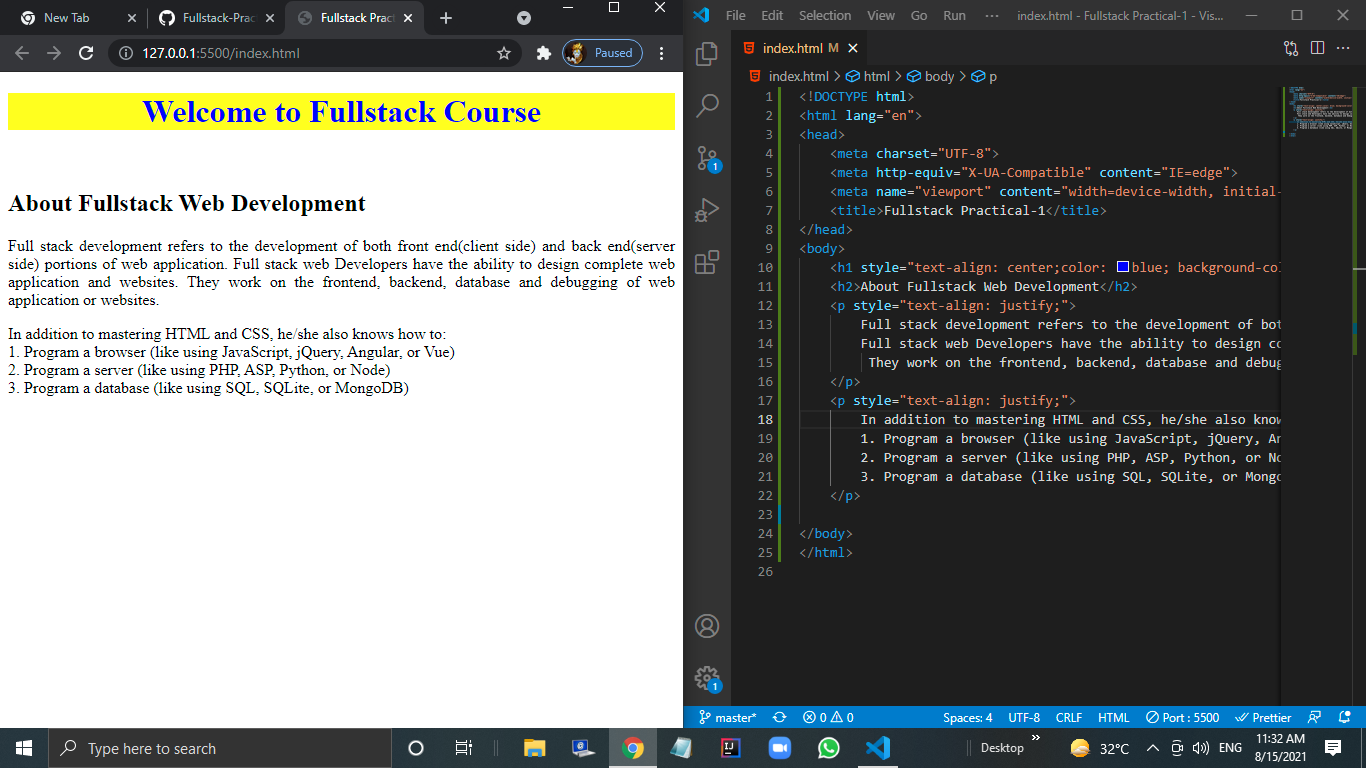 New Tab
Fullstack-Prac
Fullstack Prac
127.0.0.1:5500/index.html
Paused
Welcome to Fullstack Course
About Fullstack Web Development
Full stack development refers to the development of both front end(client side) and back end(server
side) portions of web application. Full stack web Developers have the ability to design complete web
application and websites. They work on the frontend, backend, database and debugging of web
application or websites.
In addition to mastering HTML and CSS, he/she also knows how to:
1. Program a browser (like using JavaScript, jQuery, Angular, or Vue)
2. Program a server (like using PHP, ASP, Python, or Node)
3. Program a database (like using SQL, SQLite, or MongoDB)
File Edit Selection View Go Run ··· index.html - Fullstack Practical-1 - Vis...
index.html M
index.html > html > body > p
1 <!DOCTYPE html>
2 <html lang="en">
3 <head>
4 <meta charset="UTF-8">
5 <meta http-equiv="X-UA-Compatible" content="IE=edge">
6 <meta name="viewport" content="width=device-width, initial-
7 <title>Fullstack Practical-1</title>
8 </head>
9 <body>
10 <h1 style="text-align: center;color: blue; background-col
11 <h2>About Fullstack Web Development</h2>
12 <p style="text-align: justify;">
13 Full stack development refers to the development of bot
14 Full stack web Developers have the ability to design co
15 They work on the frontend, backend, database and debug
16 </p>
17 <p style="text-align: justify;">
18 In addition to mastering HTML and CSS, he/she also know
19 1. Program a browser (like using JavaScript, jQuery, An
20 2. Program a server (like using PHP, ASP, Python, or No
21 3. Program a database (like using SQL, SQLite, or Mongo
22 </p>
23
24 </body>
25 </html>
26
1
1
master* 0 0 Spaces: 4 UTF-8 CRLF HTML Port : 5500 Prettier
Type here to search
Desktop
32°C
ENG
11:32 AM
8/15/2021